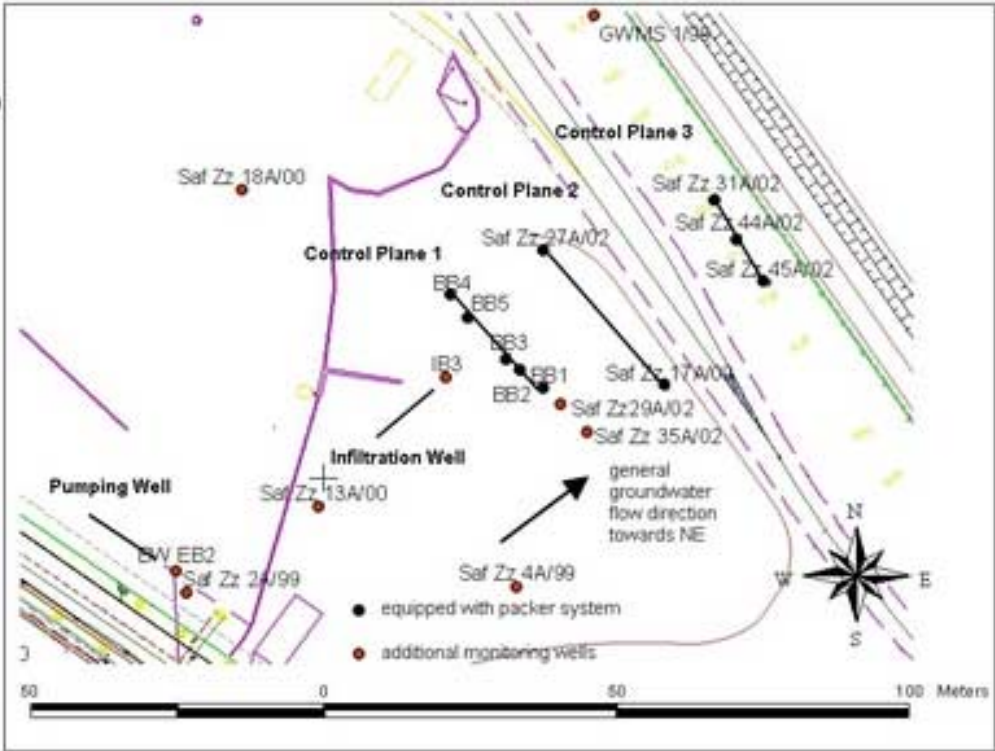 GWMS 1/99
Control Plane 3
Saf Zz 18A/00
Saf Zz 31A/02
Control Plane 2
Saf Zz 44A/02
Saf Zz 27A/02
Control Plane 1
Saf Zz 45A/02
BB4
BB5
BB3
IB3
BB1
Saf Zz 17A/00
BB2
Saf Zz29A/02
Saf Zz 35A/02
Infiltration Well
general
groundwater
flow direction
towards NE
Pumping Well
Saf Zz 13A/00
N
BW EB2
Saf Zz 2A/99
Saf Zz 4A/99
W
E
equipped with packer system
S
additional monitoring wells
0
50
100 Meters